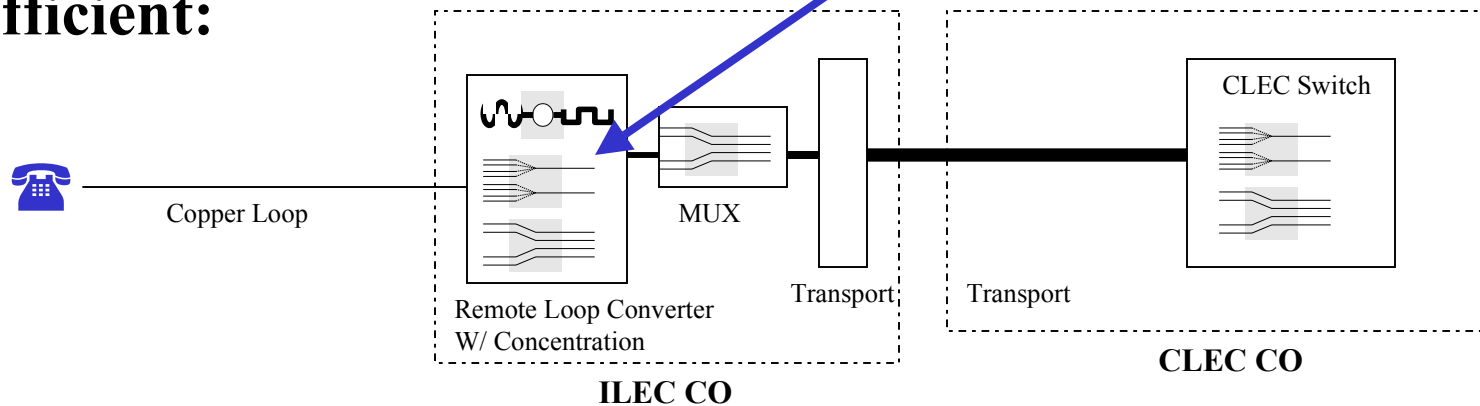 fficient:
CLEC Switch
Copper Loop
MUX
Transport
Transport
Remote Loop Converter
W/ Concentration
CLEC CO
ILEC CO